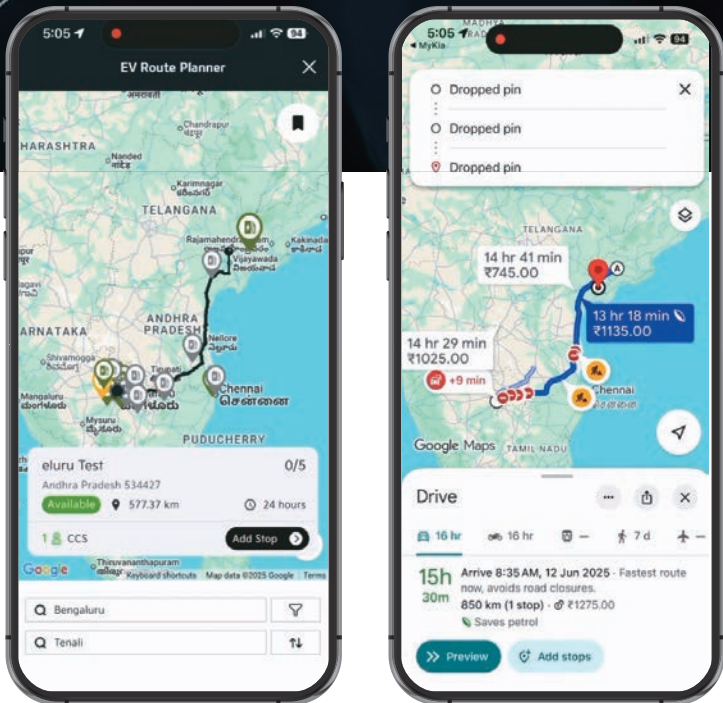 5:05
94
EV Route Planner
Chandrapur
HARASHTRA
Nanded
नांदेड
Karimnagar
TELANGANA
Kakinada
Vijayawada
ANDHRA
PRADESH
ARNATAKA
Nellore
Shivamogga
Tirupati
Mangaluru
Chennai
சென்னை
Mysuru
PUDUCHERRY
eluru Test
0/5
Andhra Pradesh 534427
Available
577.37 km
24 hours
1
CCS
Add Stop
Google
Thiruvananthapuram
Keyboard shortcuts
Map data ©2025 Google
Terms
Bengaluru
Tenali
MADHYA
5:05
94
MyKia
Dropped pin
Dropped pin
Dropped pin
TELANGANA
14 hr 41 min
₹745.00
A
13 hr 18 min
₹1135.00
14 hr 29 min
₹1025.00
+9 min
Chennai
Google Maps
TAMIL NADU
Drive
16 hr
16 hr
–
7 d
–
15h
30m
Arrive 8:35 AM, 12 Jun 2025 · Fastest route
now, avoids road closures.
850 km (1 stop) · ₹1275.00
Saves petrol
Preview
Add stops